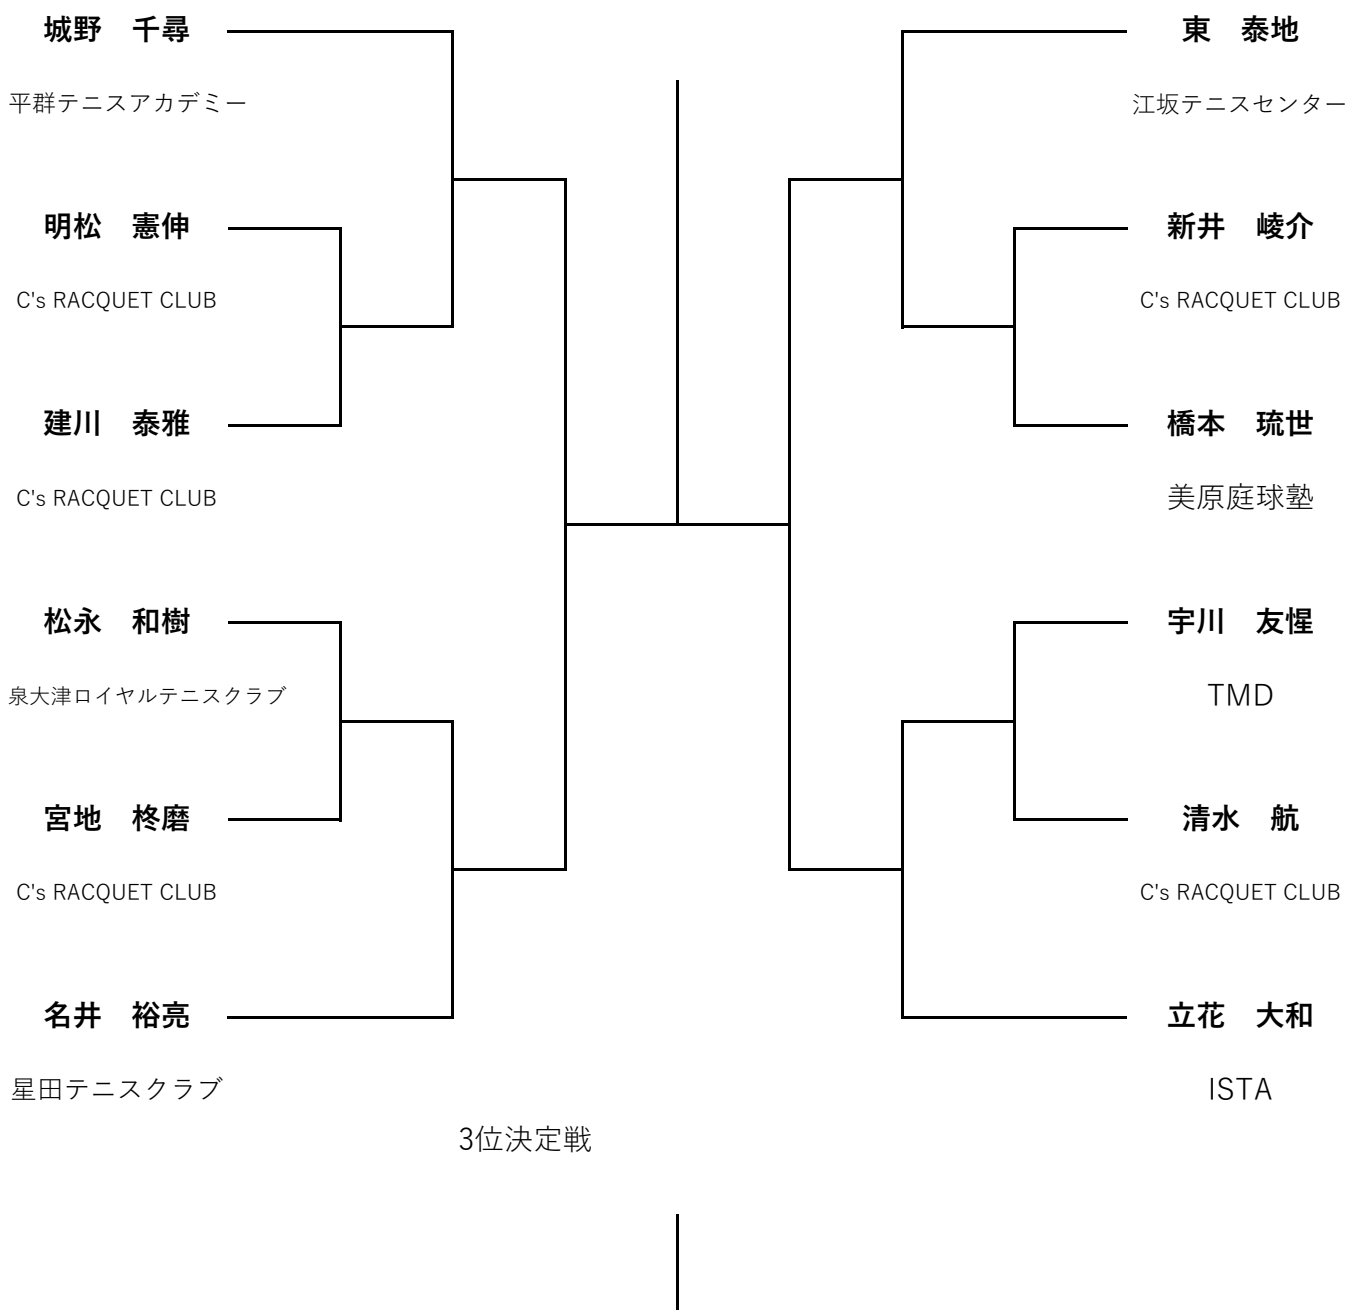 城野　千尋
平群テニスアカデミー
明松　憲伸
C's RACQUET CLUB
建川　泰雅
C's RACQUET CLUB
松永　和樹
泉大津ロイヤルテニスクラブ
宮地　柊磨
C's RACQUET CLUB
名井　裕亮
星田テニスクラブ
東　泰地
江坂テニスセンター
新井　崚介
C's RACQUET CLUB
橋本　琉世
美原庭球塾
宇川　友惺
TMD
清水　航
C's RACQUET CLUB
立花　大和
ISTA
3位決定戦